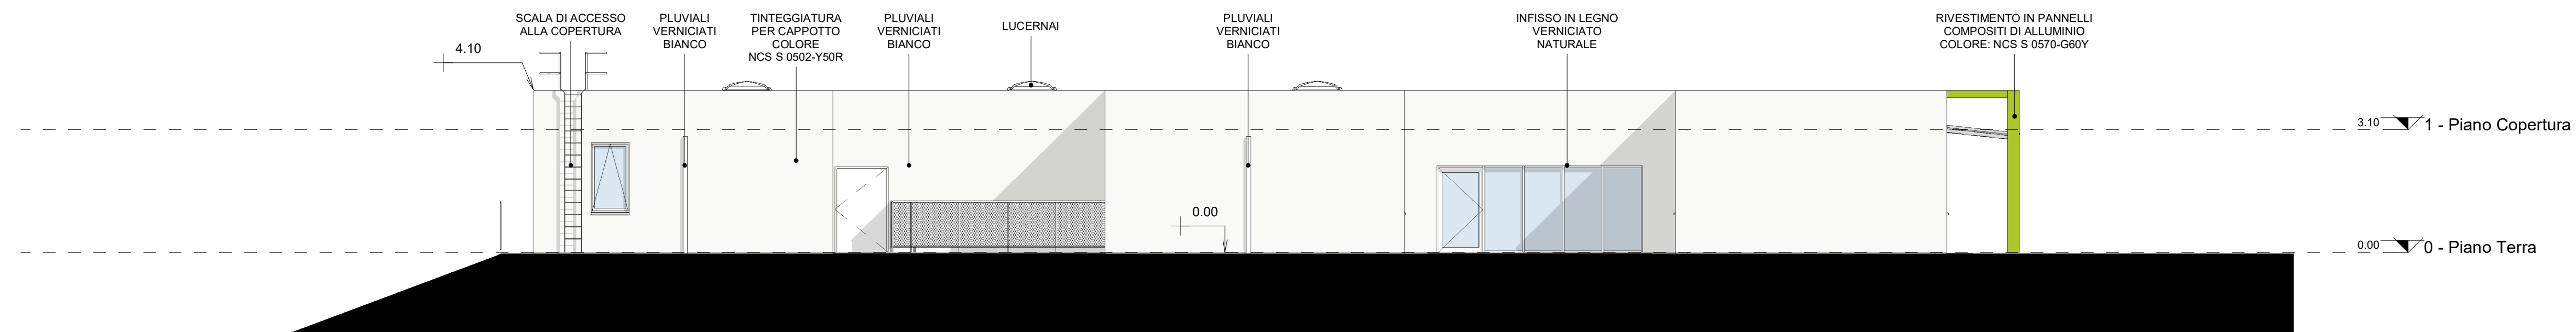 SCALA DI ACCESSO
ALLA COPERTURA
PLUVIALI
VERNICIATI
BIANCO
TINTEGGIATURA
PER CAPPOTTO
COLORE
NCS S 0502-Y50R
PLUVIALI
VERNICIATI
BIANCO
LUCERNAI
PLUVIALI
VERNICIATI
BIANCO
INFISSO IN LEGNO
VERNICIATO
NATURALE
RIVESTIMENTO IN PANNELLI
COMPOSITI DI ALLUMINIO
COLORE: NCS S 0570-G60Y
4.10
3.10 1 - Piano Copertura
0.00
0.00 0 - Piano Terra